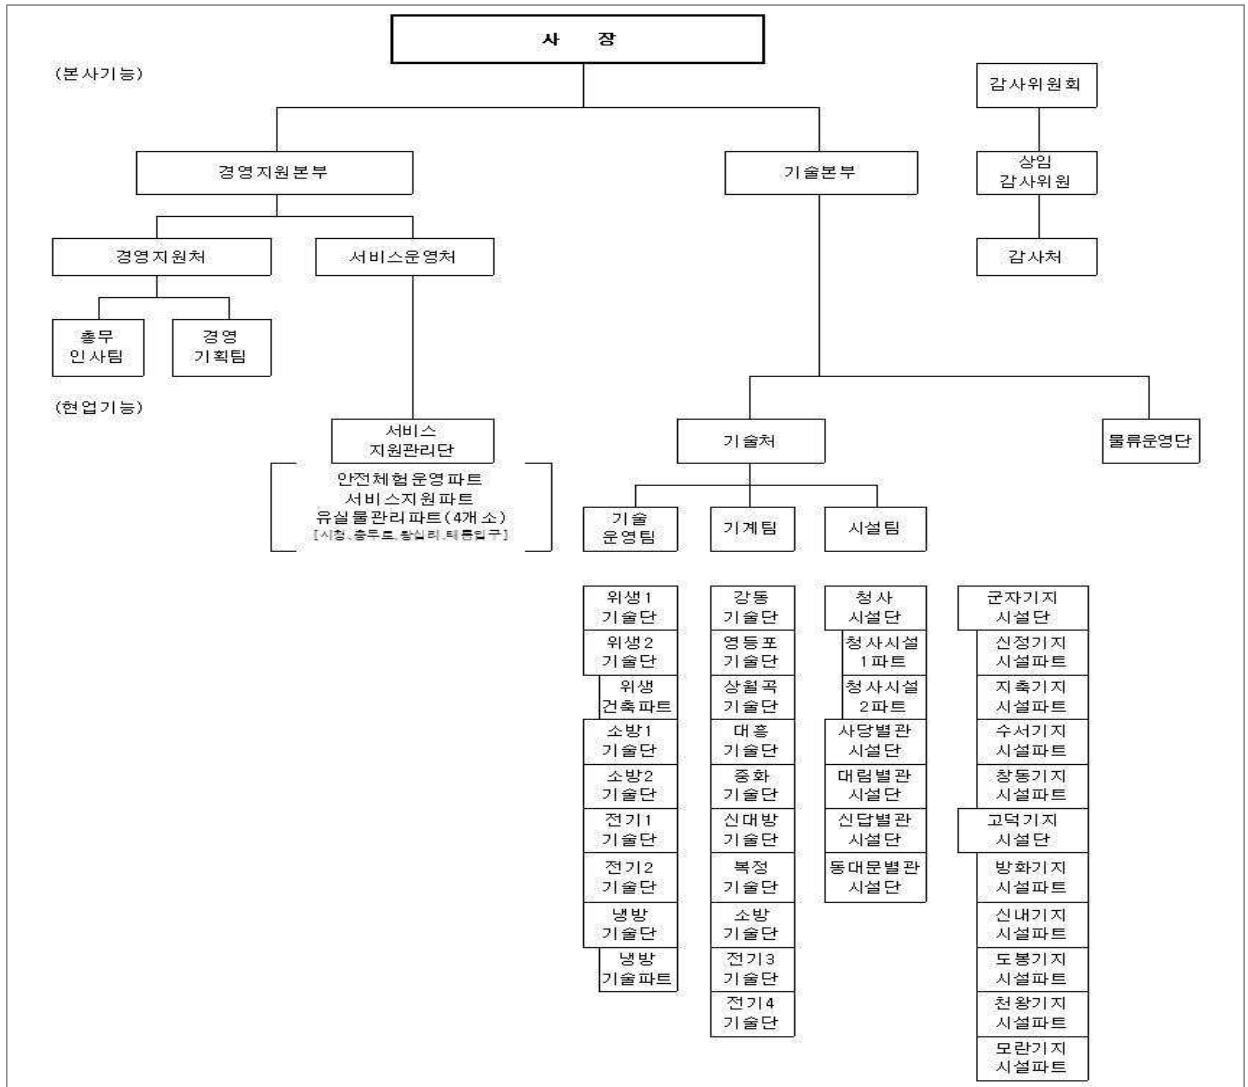 사 장
(본사기능)
감사위원회
경영지원본부
기술본부
상임
감사위원
경영지원처
서비스운영처
감사처
총무
인사팀
경영
기획팀
(현업기능)
서비스
지원관리단
기술처
물류운영단
안전체험운영파트
서비스지원파트
유실물관리파트(4개소)
[시청,충무로,왕십리,태릉입구]
기술
운영팀
기계팀
시설팀
위생1
기술단
위생2
기술단
위생
건축파트
소방1
기술단
소방2
기술단
전기1
기술단
전기2
기술단
냉방
기술단
냉방
기술파트
강동
기술단
영등포
기술단
상월곡
기술단
대흥
기술단
중화
기술단
신대방
기술단
복정
기술단
소방
기술단
전기3
기술단
전기4
기술단
청사
시설단
청사시설
1파트
청사시설
2파트
사당별관
시설단
대림별관
시설단
신답별관
시설단
동대문별관
시설단
군자기지
시설단
신정기지
시설파트
지축기지
시설파트
수서기지
시설파트
창동기지
시설파트
고덕기지
시설단
방화기지
시설파트
신내기지
시설파트
도봉기지
시설파트
천왕기지
시설파트
모란기지
시설파트